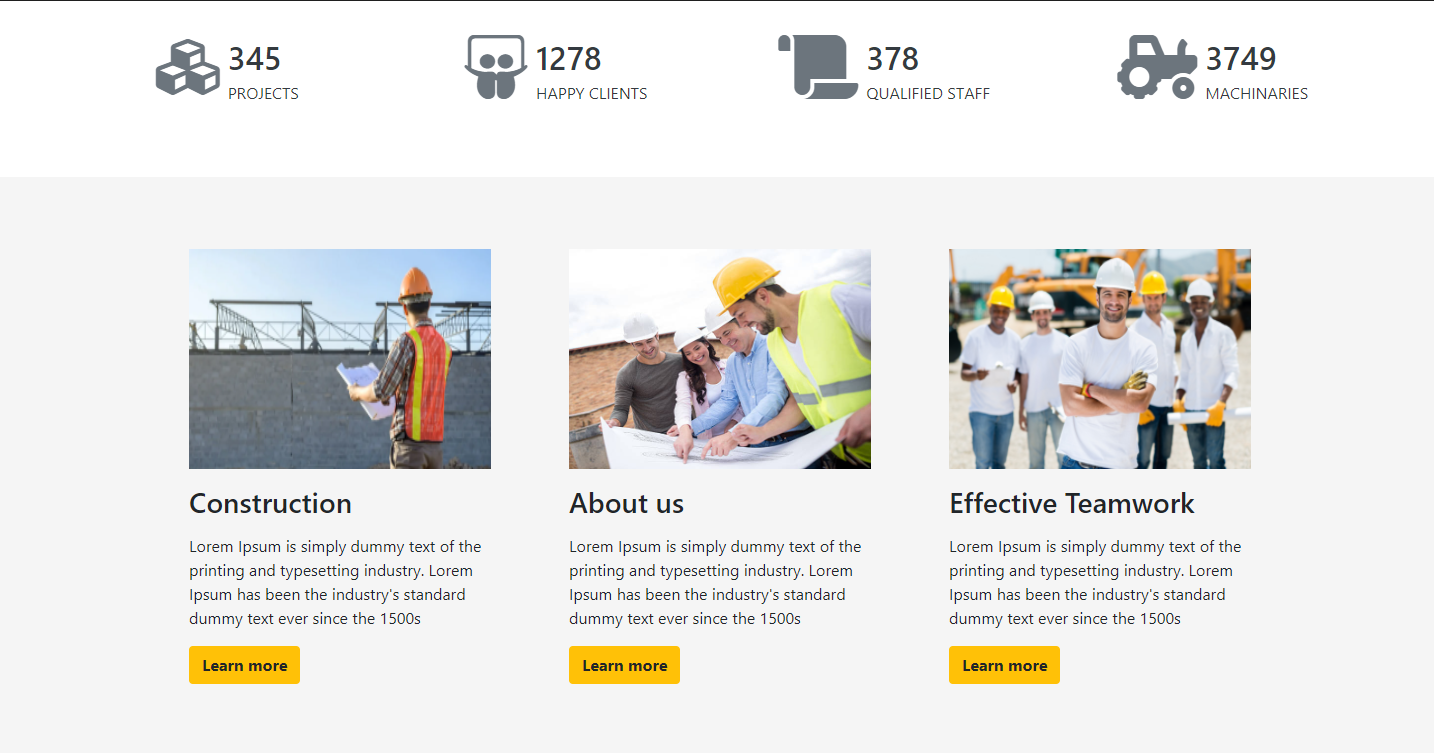 345
PROJECTS
1278
HAPPY CLIENTS
378
QUALIFIED STAFF
3749
MACHINARIES
Construction
Lorem Ipsum is simply dummy text of the
printing and typesetting industry. Lorem
Ipsum has been the industry's standard
dummy text ever since the 1500s
Learn more
About us
Lorem Ipsum is simply dummy text of the
printing and typesetting industry. Lorem
Ipsum has been the industry's standard
dummy text ever since the 1500s
Learn more
Effective Teamwork
Lorem Ipsum is simply dummy text of the
printing and typesetting industry. Lorem
Ipsum has been the industry's standard
dummy text ever since the 1500s
Learn more